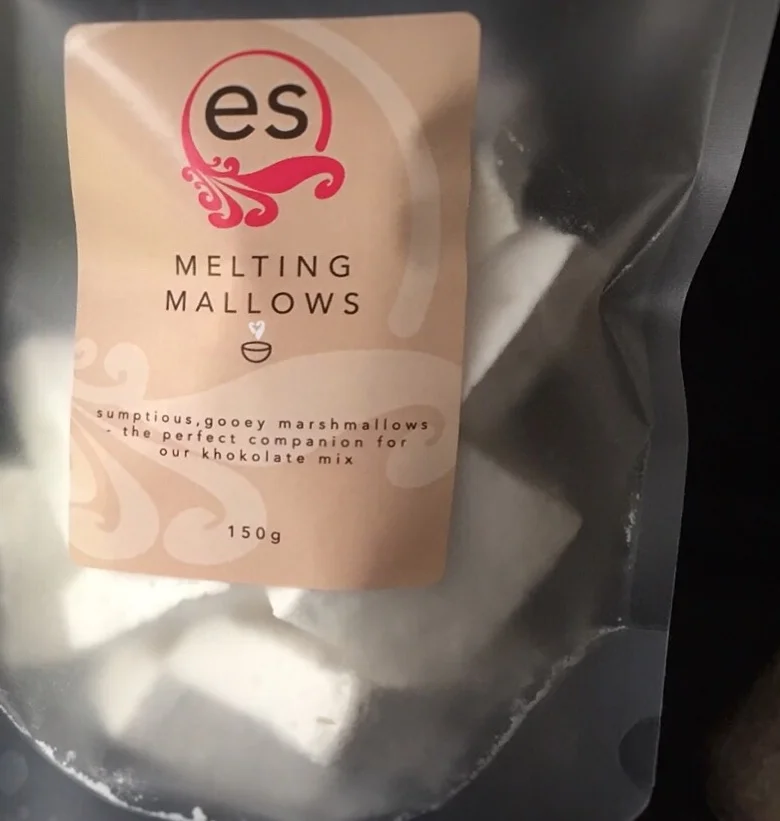 es
MELTING
MALLOWS
sumptious,gooey marshmallows
- the perfect companion for
our khokolate mix
150g